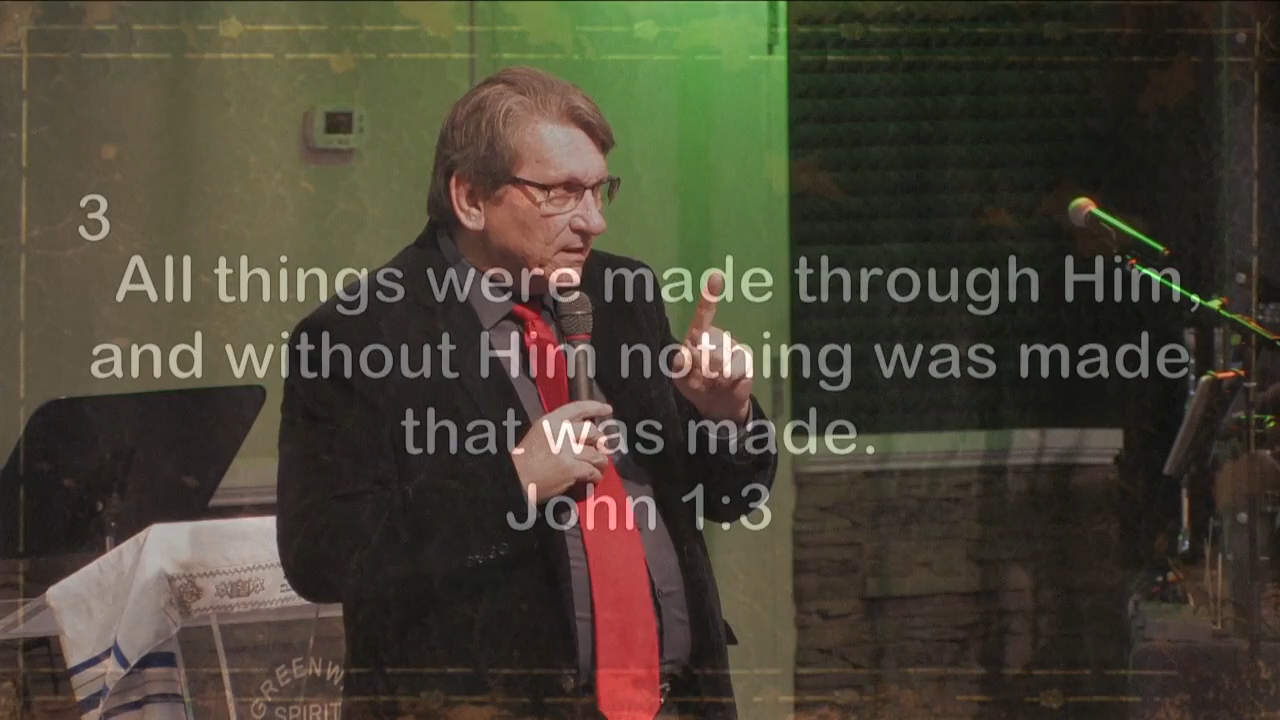 3
All things were made through Him,
and without Him nothing was made
that was made.
John 1:3
SPIRIT